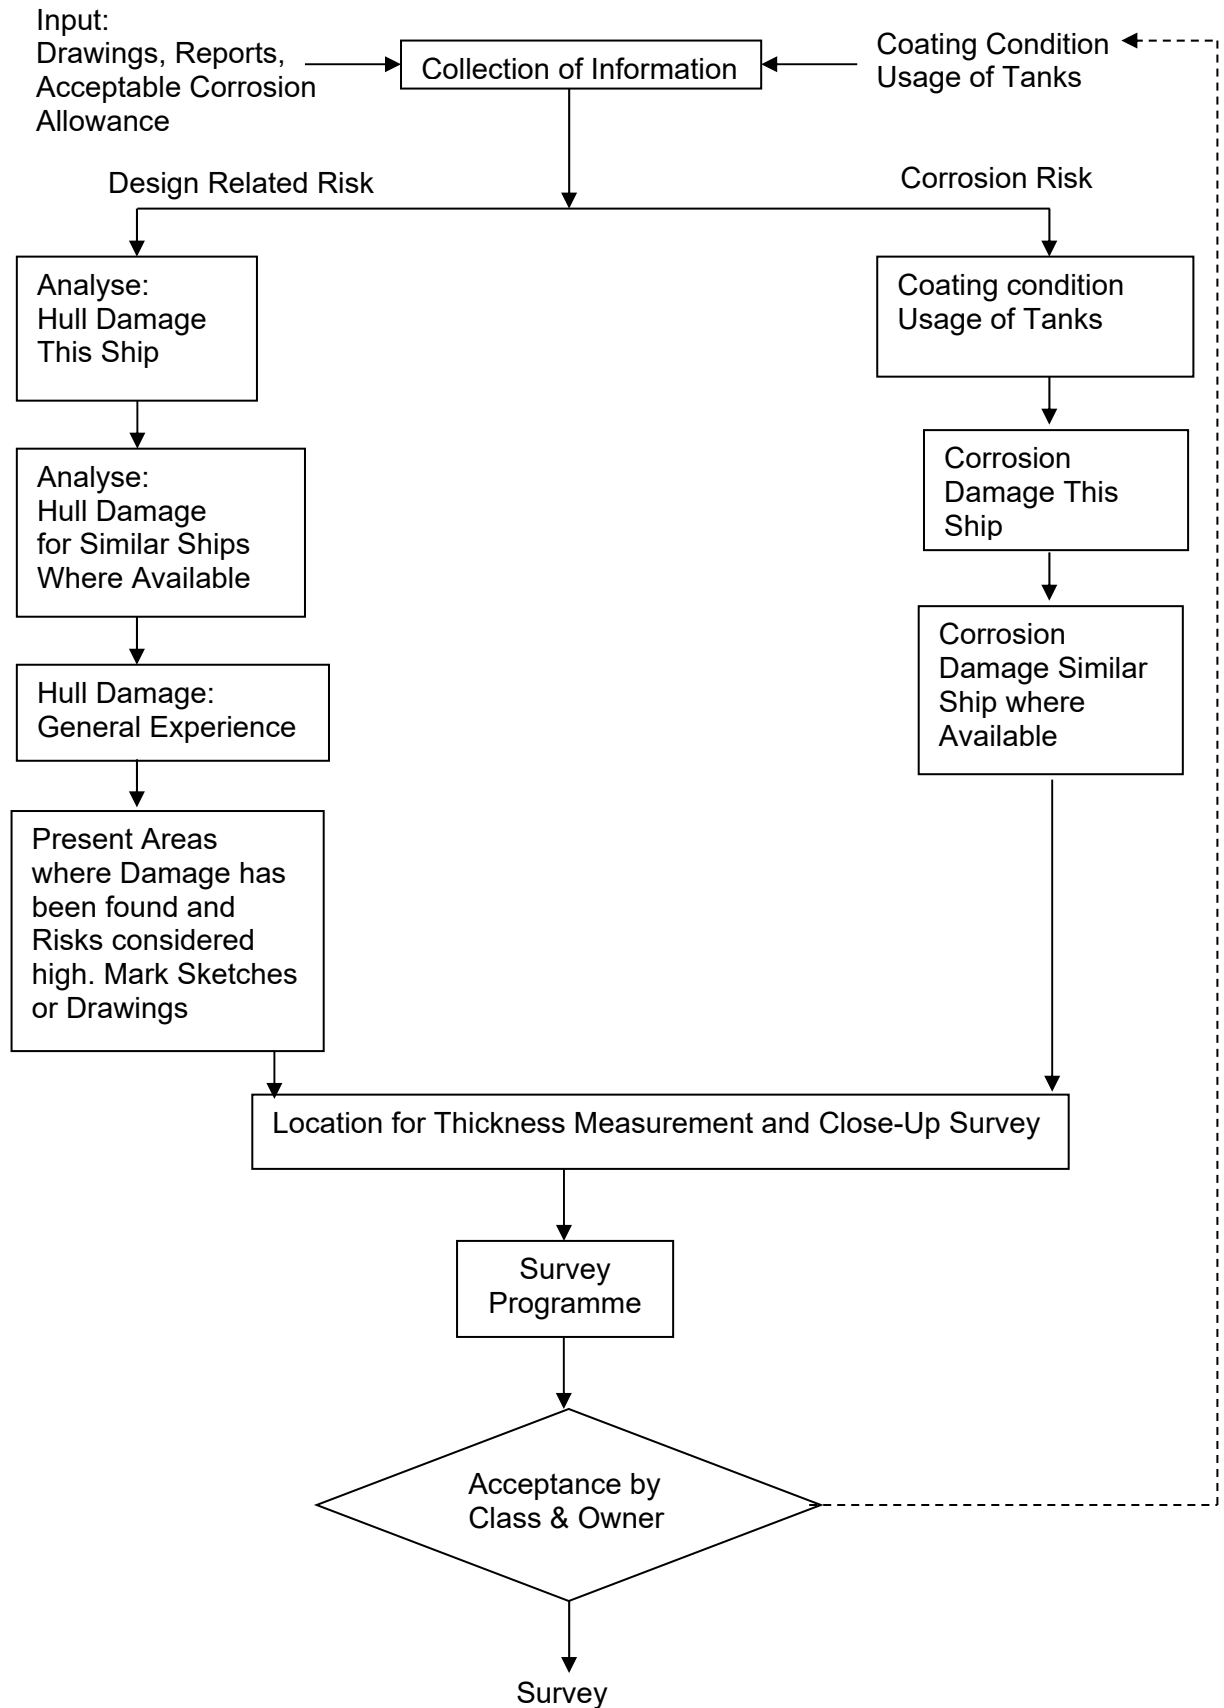 Input:
Drawings, Reports,
Acceptable Corrosion
Allowance
Collection of Information
Coating Condition
Usage of Tanks
Design Related Risk
Corrosion Risk
Analyse:
Hull Damage
This Ship
Coating condition
Usage of Tanks
Analyse:
Hull Damage
for Similar Ships
Where Available
Corrosion
Damage This
Ship
Hull Damage:
General Experience
Corrosion
Damage Similar
Ship where
Available
Present Areas
where Damage has
been found and
Risks considered
high. Mark Sketches
or Drawings
Location for Thickness Measurement and Close-Up Survey
Survey
Programme
Acceptance by
Class & Owner
Survey